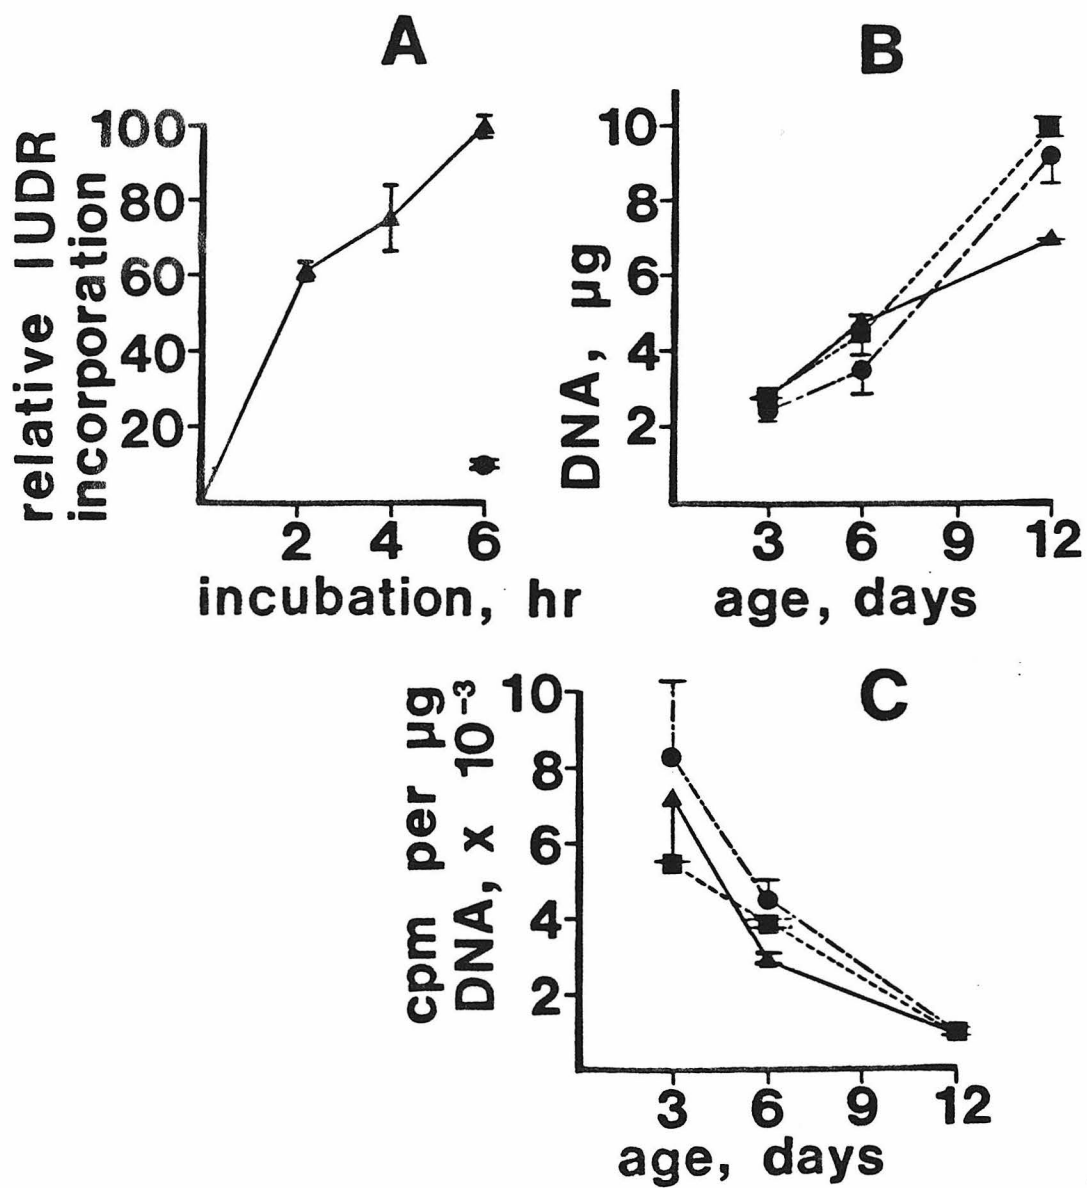 A
relative IUDR
incorporation
100
80
60
40
20
2 4 6
incubation, hr
B
DNA, µg
10
8
6
4
2
3 6 9 12
age, days
C
cpm per µg
DNA, x 10⁻³
10
8
6
4
2
3 6 9 12
age, days